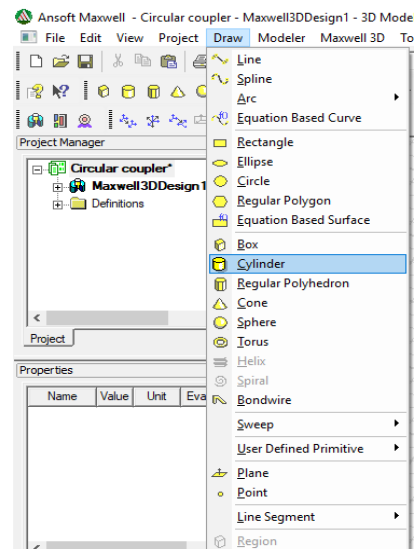 Ansoft Maxwell - Circular coupler - Maxwell3DDesign1 - 3D Mode
File Edit View Project Draw Modeler Maxwell 3D To
Line
Spline
Arc
Equation Based Curve
Project Manager
Rectangle
Circular coupler*
Ellipse
Maxwell3DDesign1
Circle
Definitions
Regular Polygon
Equation Based Surface
Box
Cylinder
Regular Polyhedron
Cone
Sphere
Project
Torus
Helix
Properties
Spiral
Name Value Unit Eva
Bondwire
Sweep
User Defined Primitive
Plane
Point
Line Segment
Region